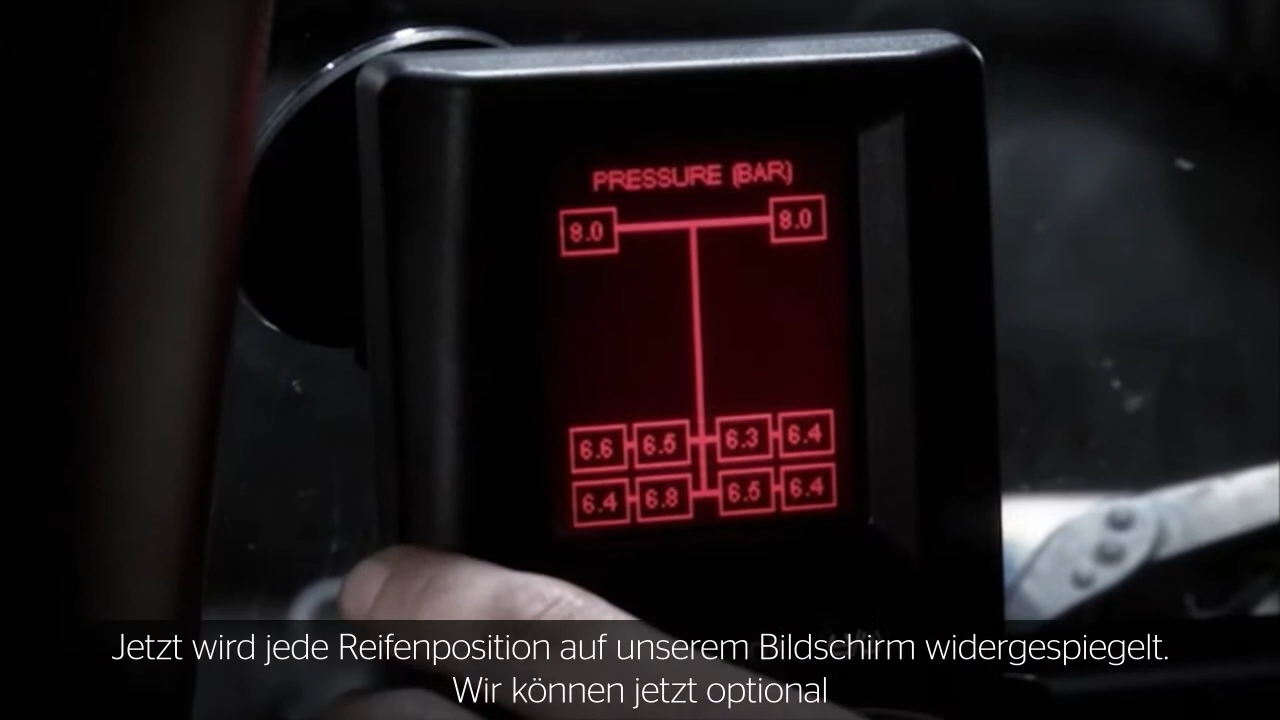 PRESSURE (BAR)
8.0 8.0
6.6 6.5 6.3 6.4
6.4 6.8 6.5 6.4
Jetzt wird jede Reifenposition auf unserem Bildschirm widergespiegelt.
Wir können jetzt optional